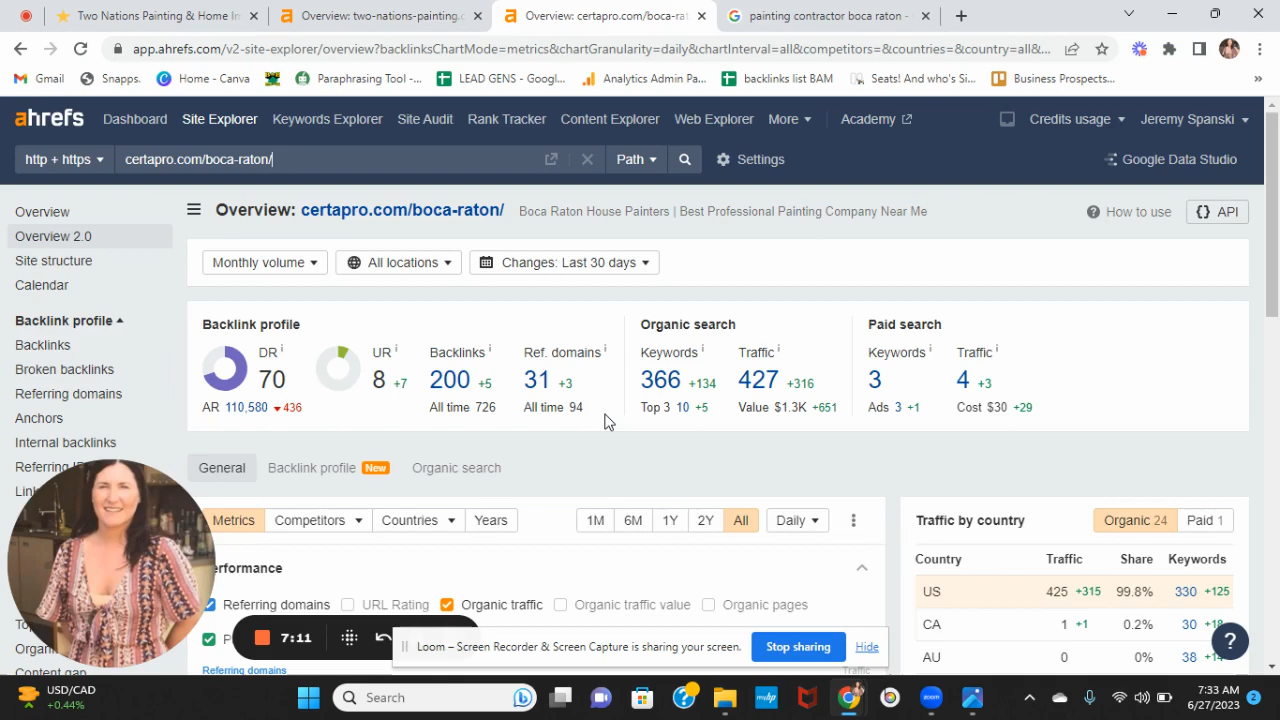 Two Nations Painting & Home In
Overview: two-nations-painting.c
Overview: certapro.com/boca-rat
painting contractor boca raton -
app.ahrefs.com/v2-site-explorer/overview?backlinksChartMode=metrics&chartGranularity=daily&chartInterval=all&competitors=&countries=&country=all&...
Gmail Snapps. Home - Canva Paraphrasing Tool -... LEAD GENS - Googl... Analytics Admin Pa... backlinks list BAM Seats! And who's Si... Business Prospects...
ahrefs Dashboard Site Explorer Keywords Explorer Site Audit Rank Tracker Content Explorer Web Explorer More Academy Credits usage Jeremy Spanski
http + https certapro.com/boca-raton/ Path Settings Google Data Studio
Overview: certapro.com/boca-raton/ Boca Raton House Painters | Best Professional Painting Company Near Me How to use {} API
Overview
Overview 2.0
Site structure
Calendar
Backlink profile
Backlinks
Broken backlinks
Referring domains
Anchors
Internal backlinks
Monthly volume All locations Changes: Last 30 days
Backlink profile Organic search Paid search
DR UR Backlinks Ref. domains Keywords Traffic Keywords Traffic
70 8 +7 200 +5 31 +3 366 +134 427 +316 3 4 +3
AR 110,580 436 All time 726 All time 94 Top 3 10 +5 Value $1.3K +651 Ads 3 +1 Cost $30 +29
General Backlink profile New Organic search
Metrics Competitors Countries Years 1M 6M 1Y 2Y All Daily
erformance
Referring domains URL Rating Organic traffic Organic traffic value Organic pages
Referring domains Traffic
Traffic by country Organic 24 Paid 1
Country Traffic Share Keywords
US 425 +315 99.8% 330 +125
CA 1 +1 0.2% 30
AU 0 0% 38
7:11
Loom – Screen Recorder & Screen Capture is sharing your screen. Stop sharing Hide
USD/CAD
+0.44%
Search
7:33 AM
6/27/2023
2